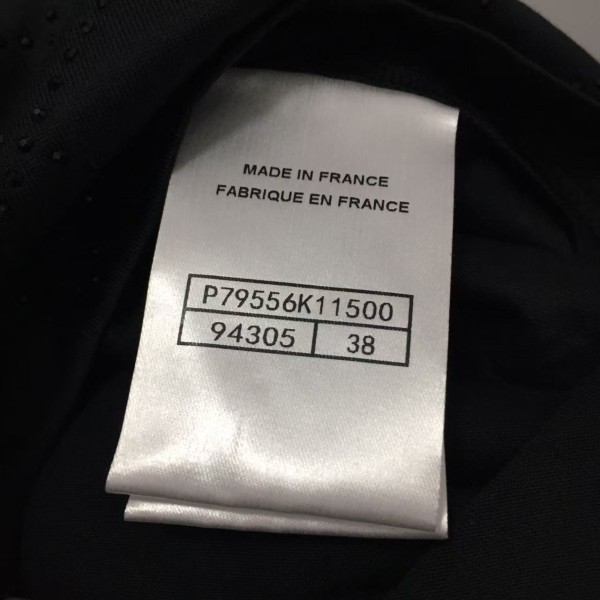 MADE IN FRANCE
FABRIQUE EN FRANCE
P79556K11500
94305 38